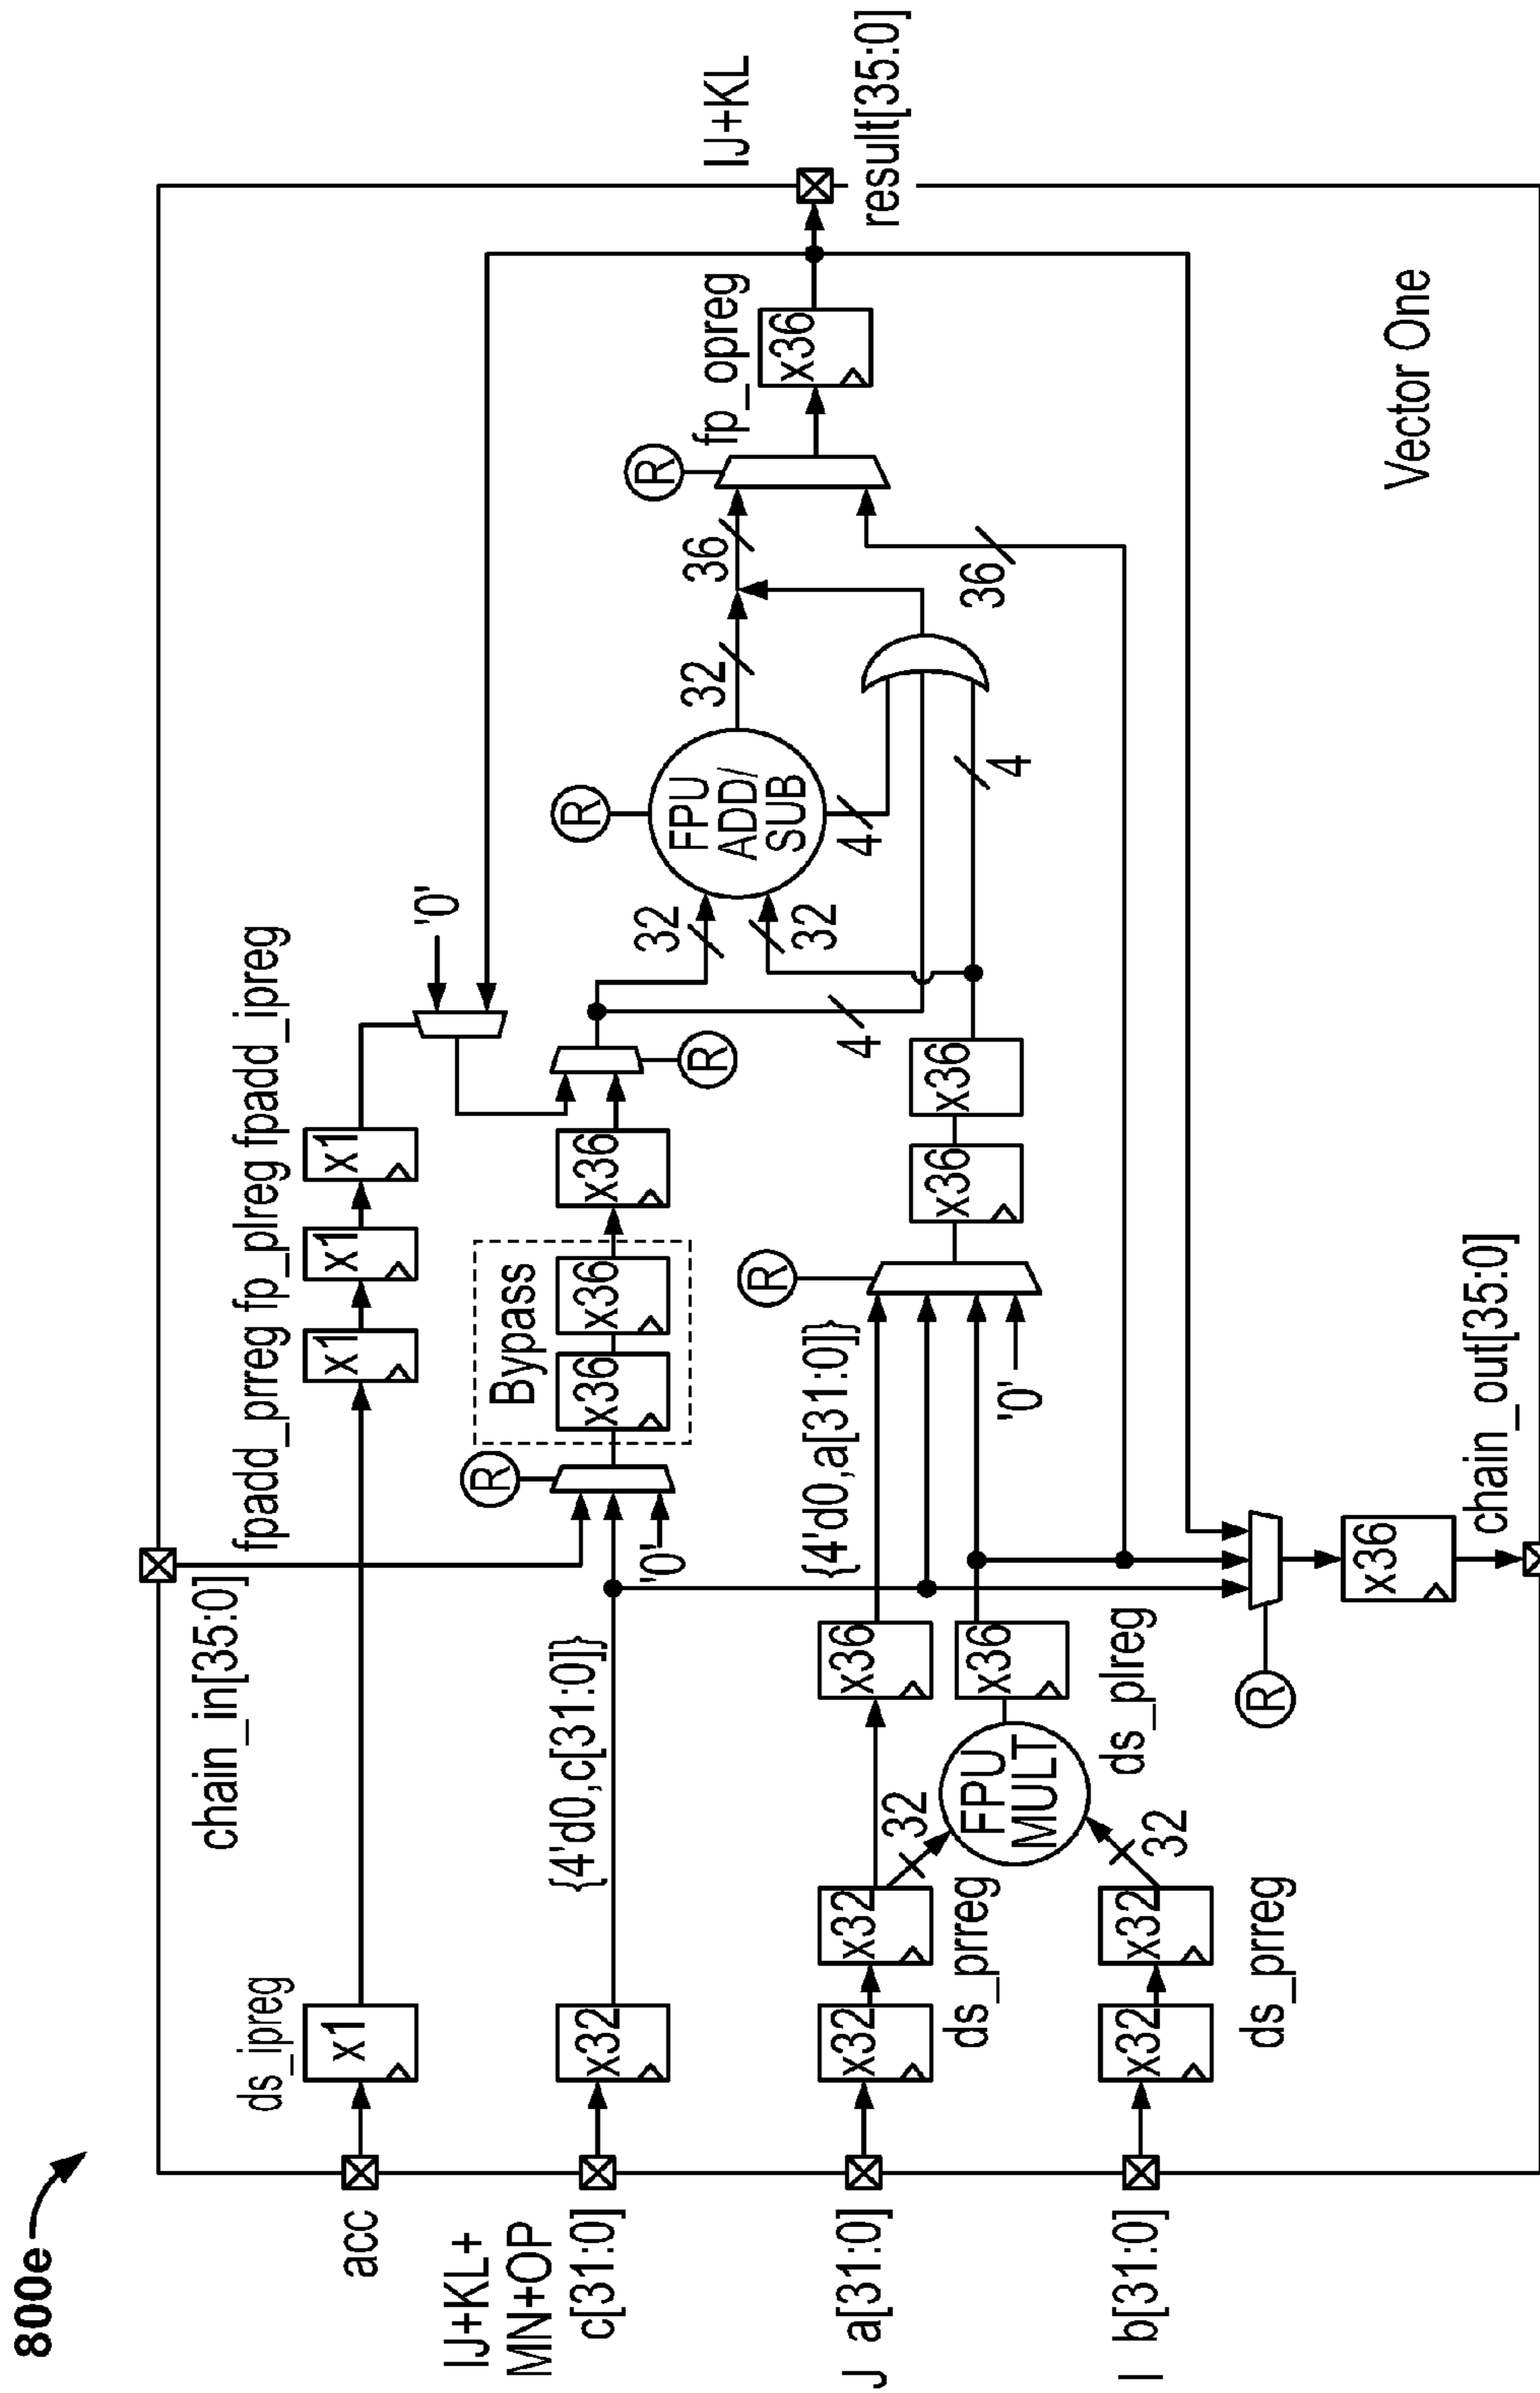 800e
acc
IJ+KL+
MN+OP
c[31:0]
J a[31:0]
I b[31:0]
ds_ipreg
x1
x32
x32
x32
ds_prreg
x32
x32
ds_prreg
chain_in[35:0]
{4'd0,c[31:0]}
32
32
FPU
MULT
ds_plreg
x36
x36
'0'
R
Bypass
x36
x36
x36
fpadd_prreg fp_plreg fpadd_ipreg
x1
x1
x1
{4'd0,a[31:0]}
'0'
R
x36
x36
R
'0'
32
32
4
R
FPU
ADD/
SUB
4
4
32
36
36
R
fp_opreg
x36
IJ+KL
result[35:0]
R
x36
chain_out[35:0]
Vector One